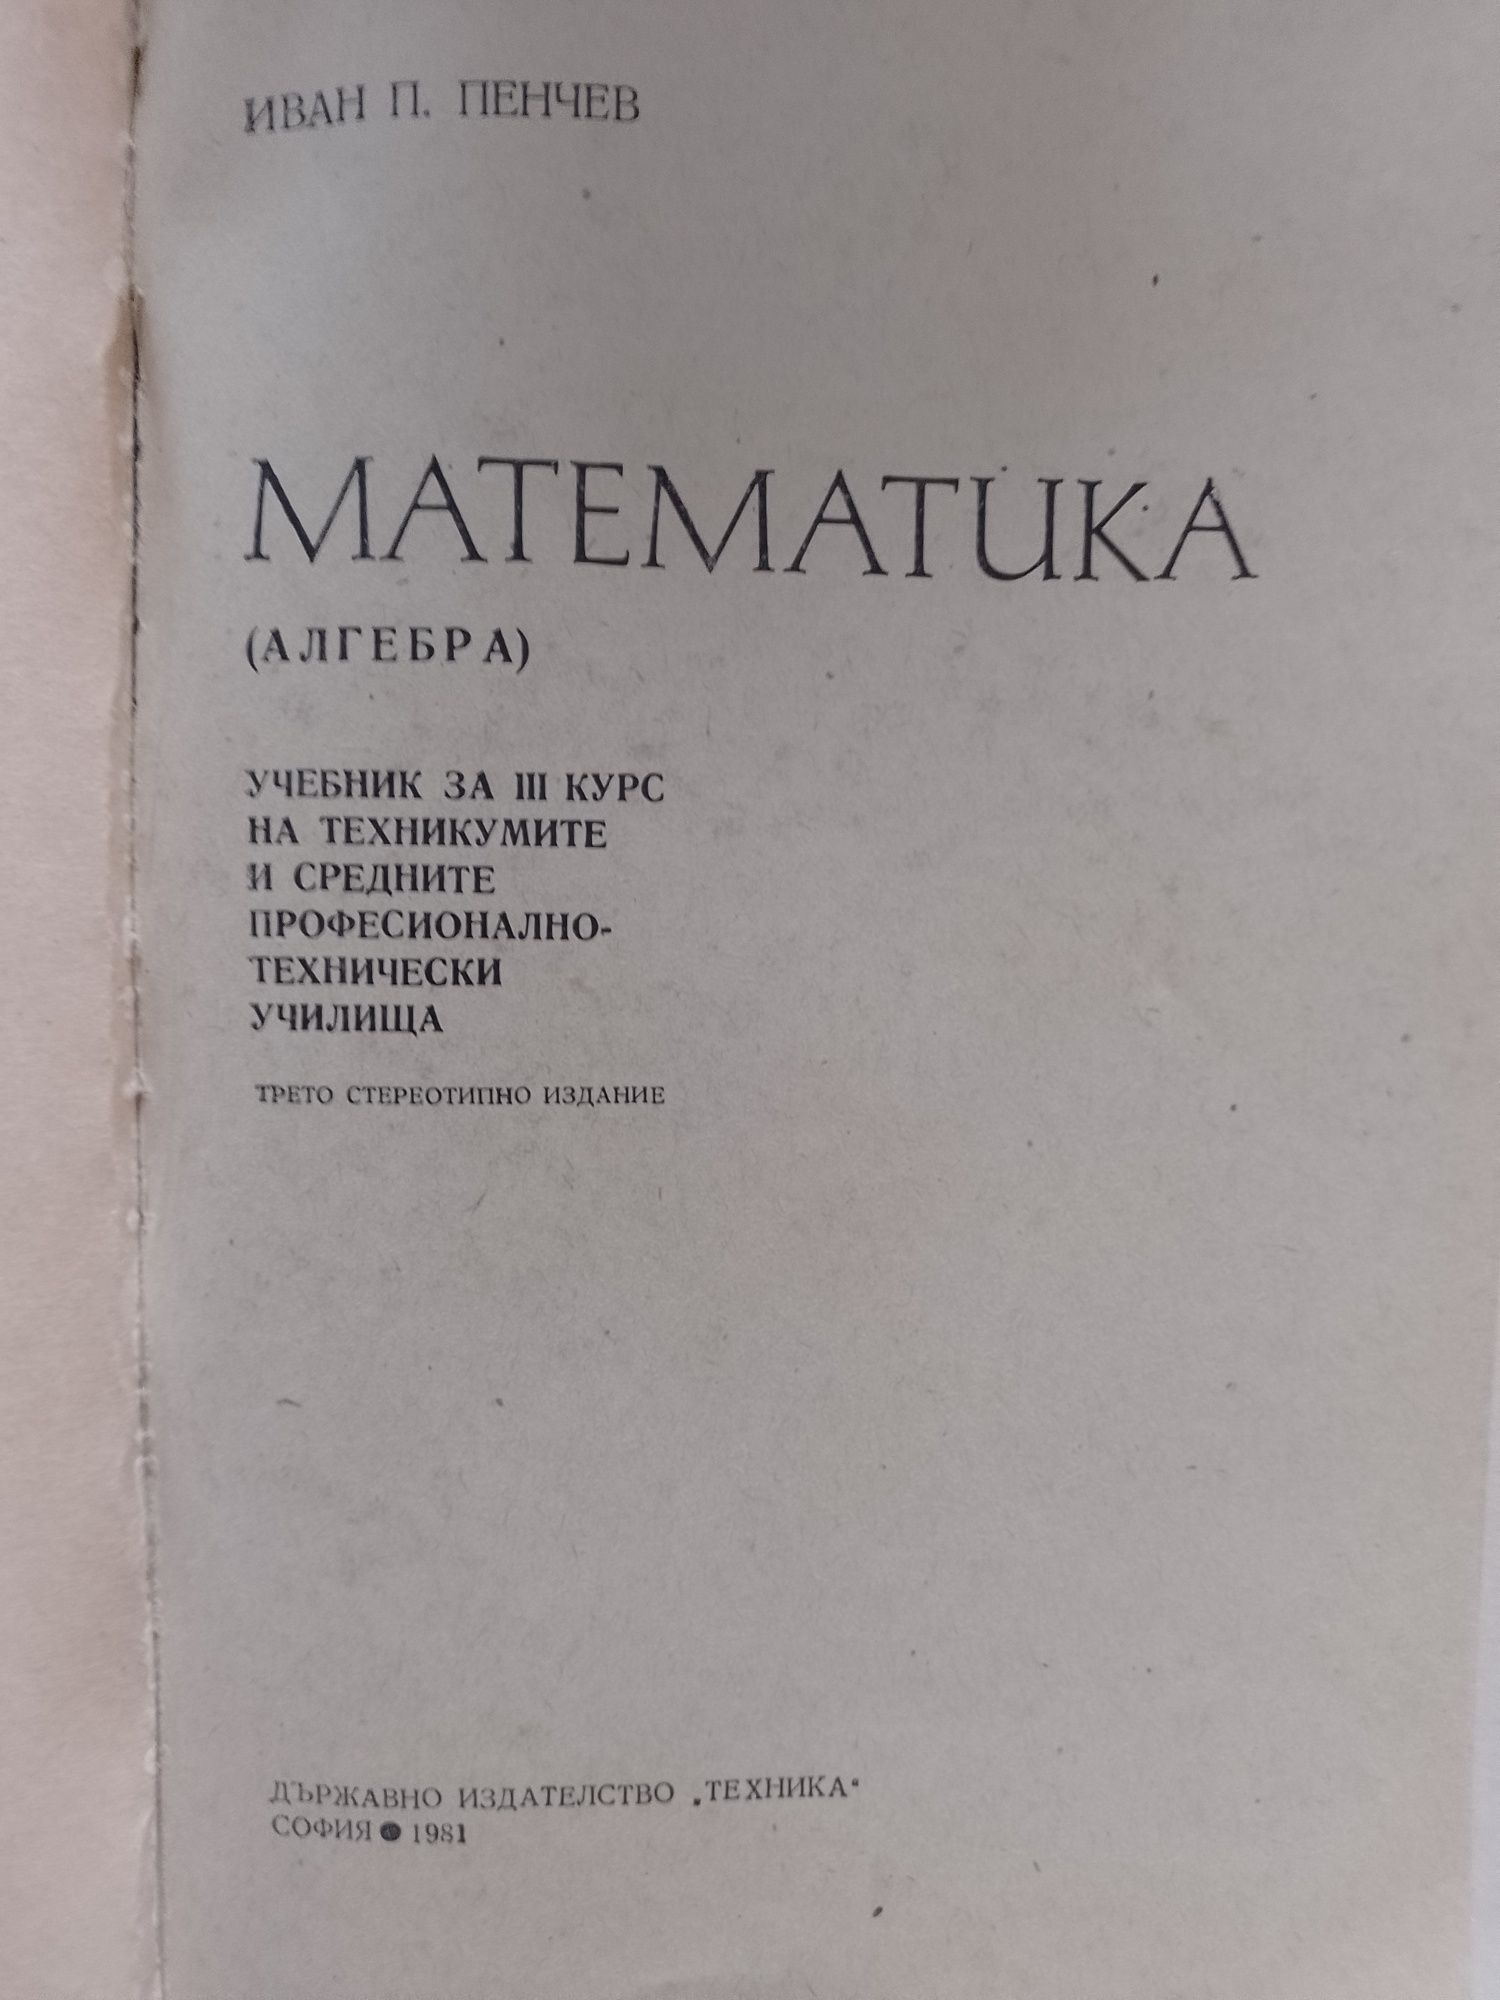 ИВАН П. ПЕНЧЕВ
МАТЕМАТИКА
(АЛГЕБРА)
УЧЕБНИК ЗА III КУРС
НА ТЕХНИКУМИТЕ
И СРЕДНИТЕ
ПРОФЕСИОНАЛНО-
ТЕХНИЧЕСКИ
УЧИЛИЩА
ТРЕТО СТЕРЕОТИПНО ИЗДАНИЕ
ДЪРЖАВНО ИЗДАТЕЛСТВО „ТЕХНИКА“
СОФИЯ ● 1981